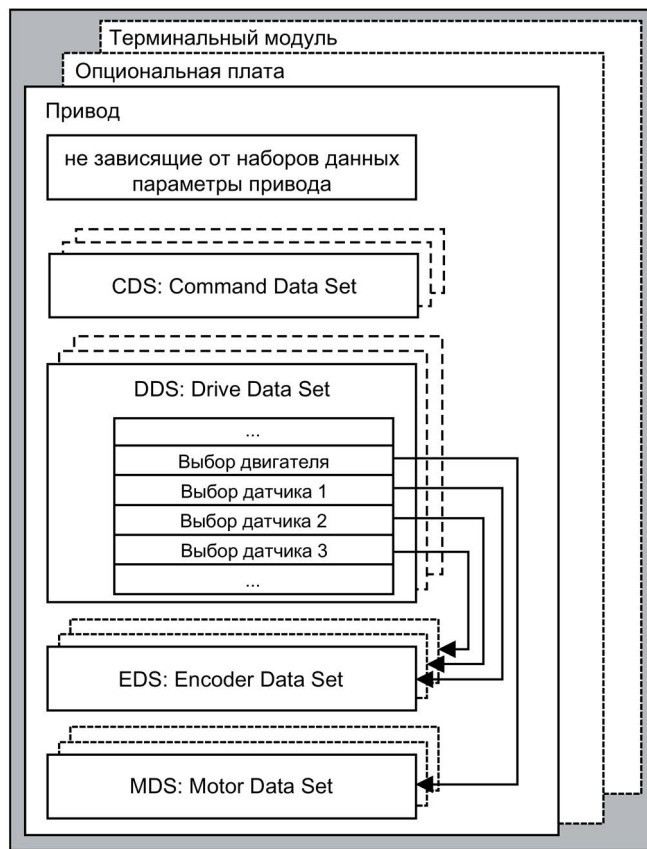 Терминальный модуль
Опциональная плата
Привод
не зависящие от наборов данных
параметры привода
CDS: Command Data Set
DDS: Drive Data Set
...
Выбор двигателя
Выбор датчика 1
Выбор датчика 2
Выбор датчика 3
...
EDS: Encoder Data Set
MDS: Motor Data Set